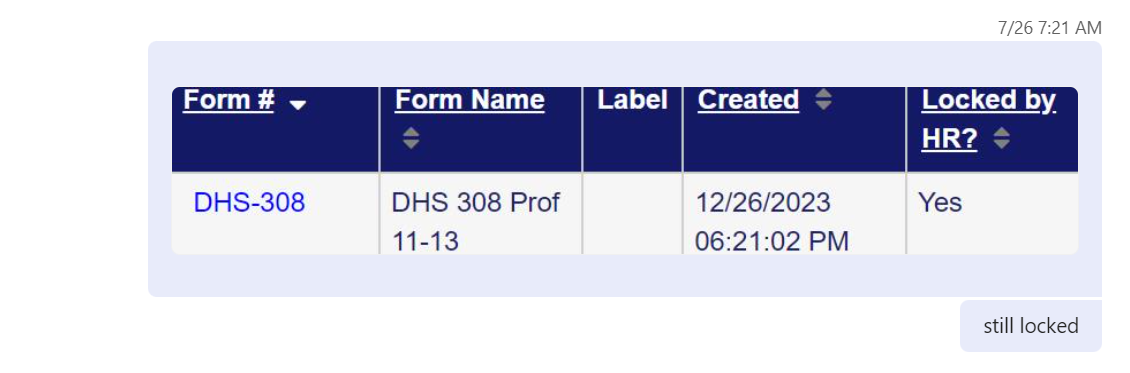 7/26 7:21 AM
Form # Form Name Label Created Locked by
HR?
DHS-308 DHS 308 Prof 12/26/2023 Yes
11-13 06:21:02 PM
still locked